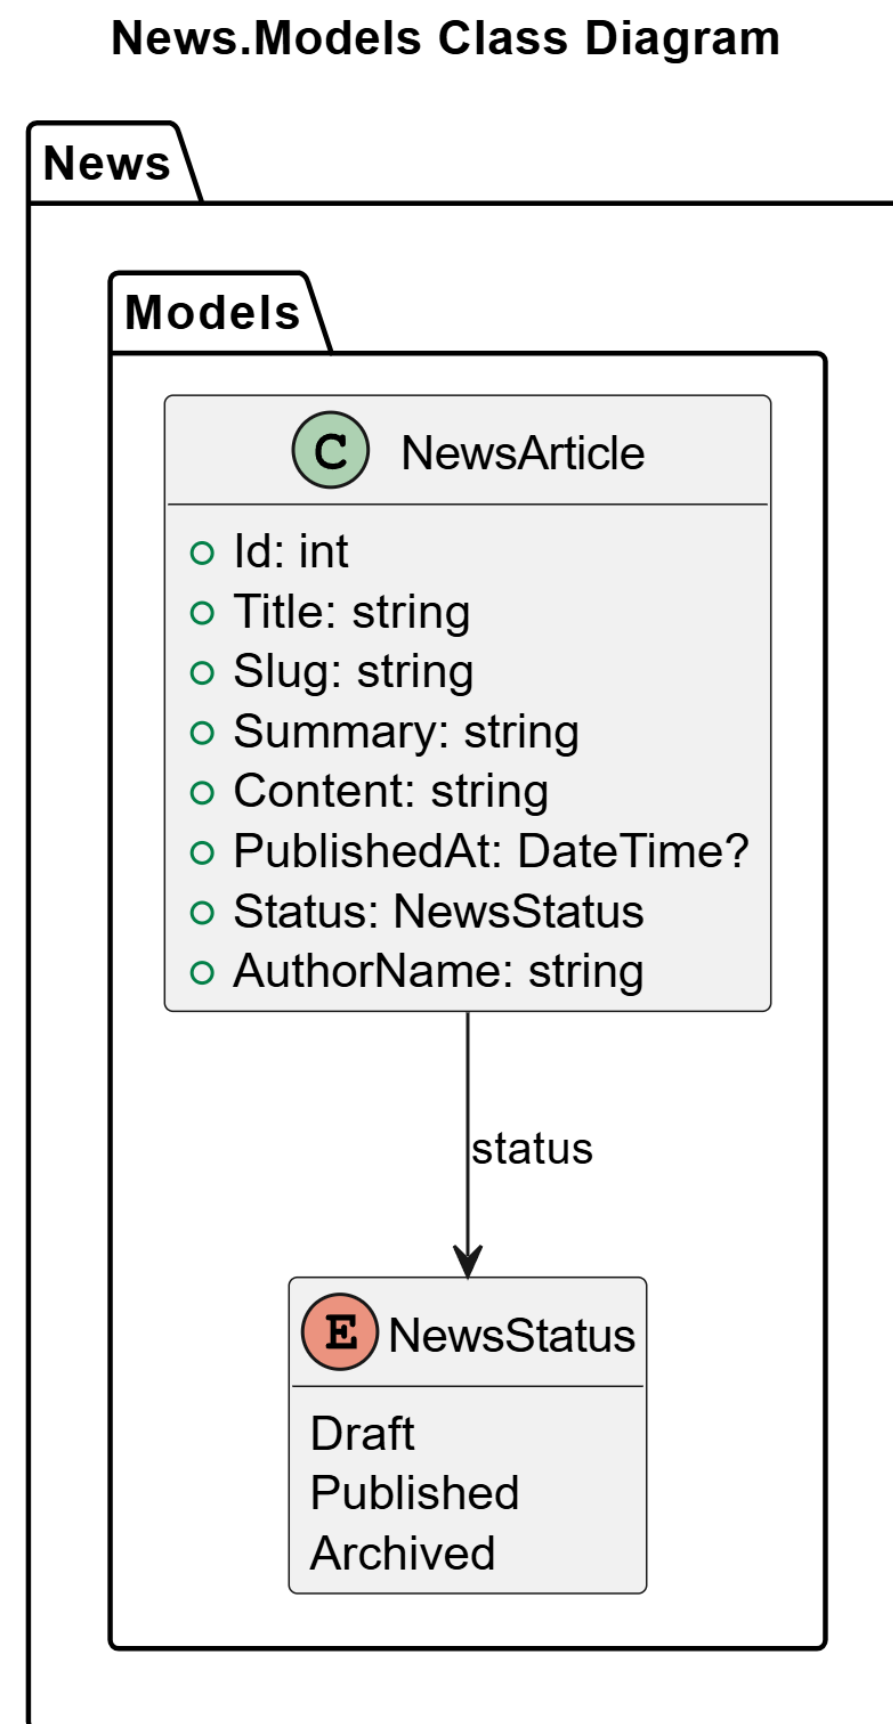 News.Models Class Diagram
News
Models
C NewsArticle
Id: int
Title: string
Slug: string
Summary: string
Content: string
PublishedAt: DateTime?
Status: NewsStatus
AuthorName: string
status
E NewsStatus
Draft
Published
Archived